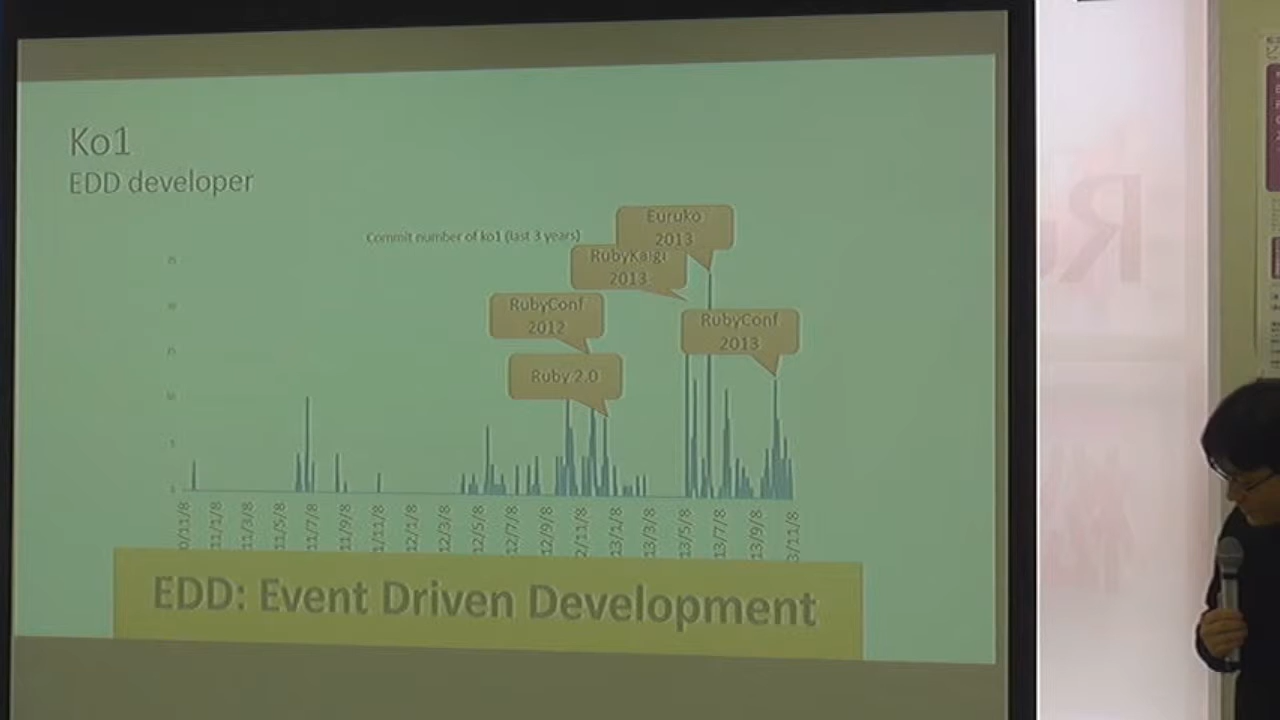 Ko1
EDD developer
Commit number of ko1 (last 3 years)
Euruko
2013
RubyKaigi
2013
RubyConf
2012
RubyConf
2013
Ruby 2.0
11/1/8
11/3/8
11/5/8
11/7/8
11/9/8
12/1/8
12/3/8
12/5/8
12/7/8
12/9/8
13/1/8
13/3/8
13/5/8
13/7/8
13/9/8
EDD: Event Driven Development